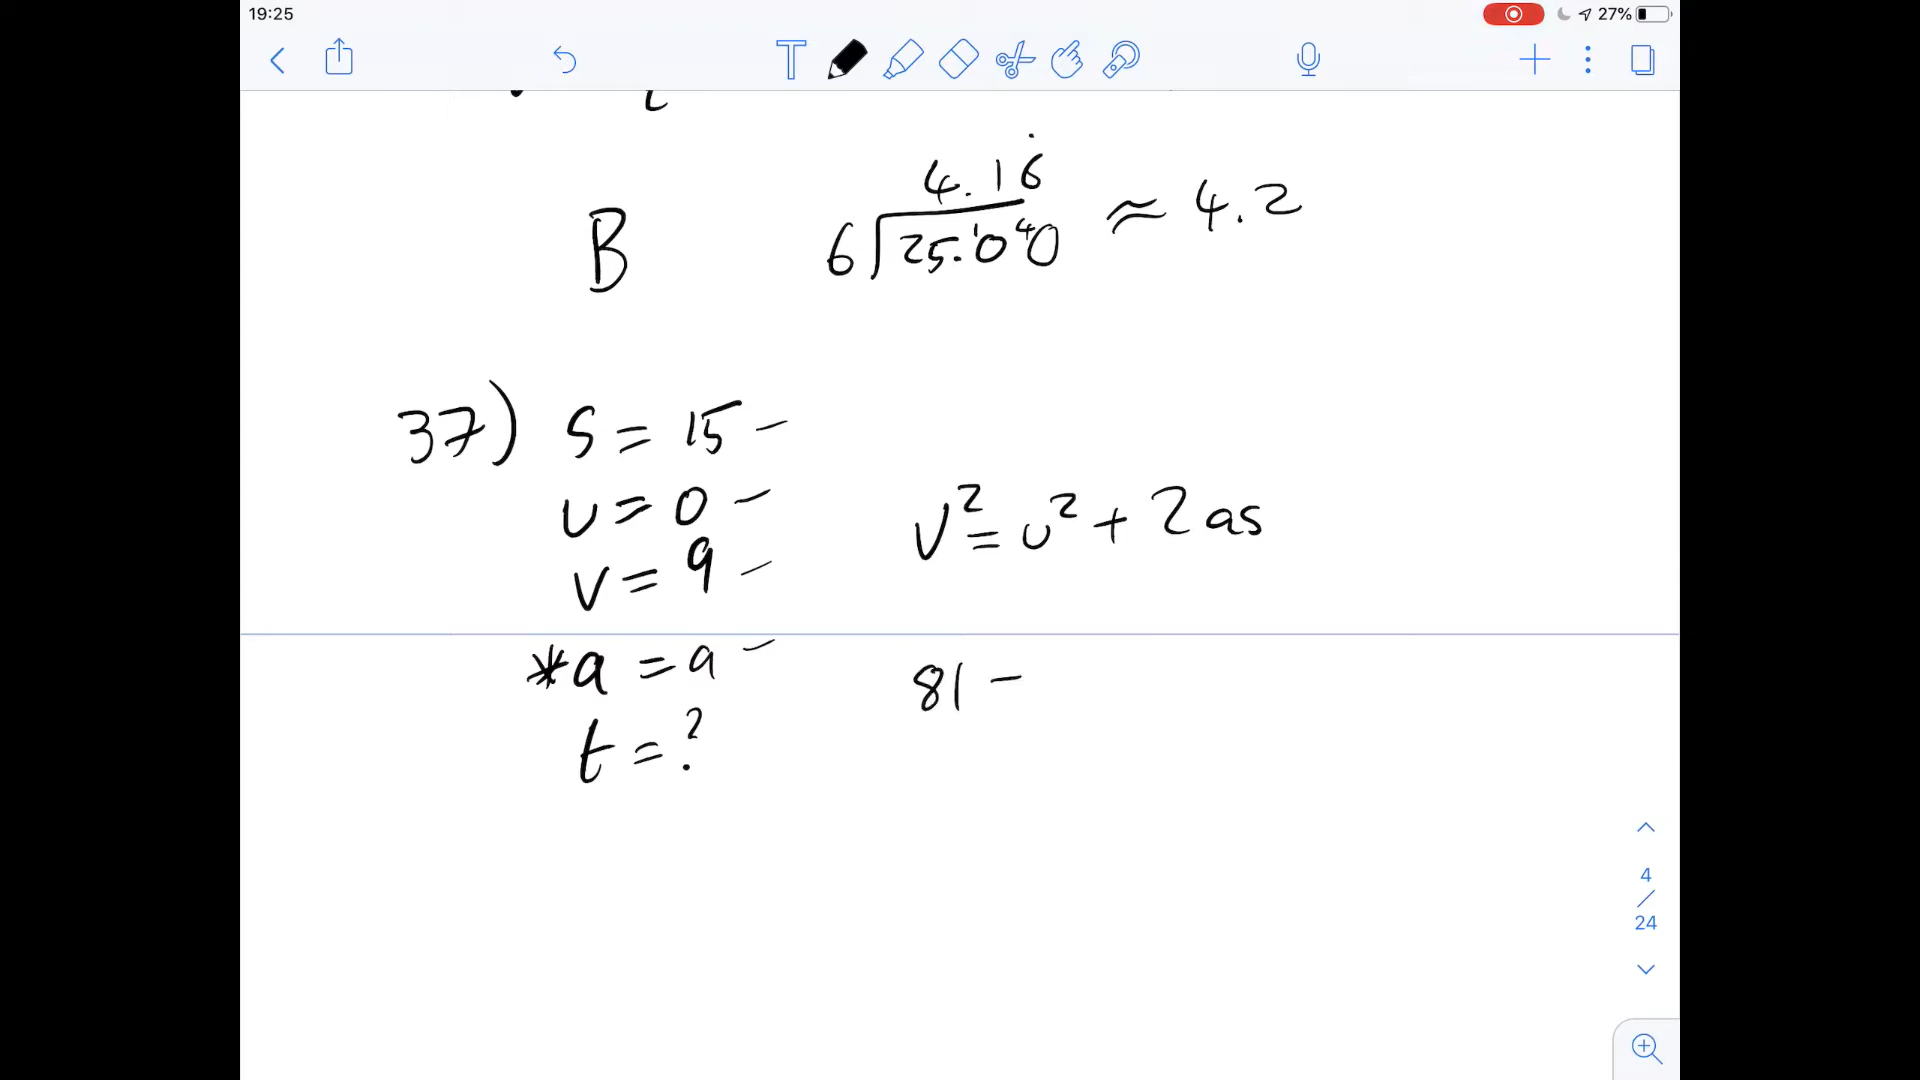 19:25
27%
T
4.16̇
6 25.¹0⁴0 ≈ 4.2
B
37) s = 15 –
u = 0 –
v = 9 –
v² = u² + 2as
*a = a –
81 –
t = ?
4
/
24